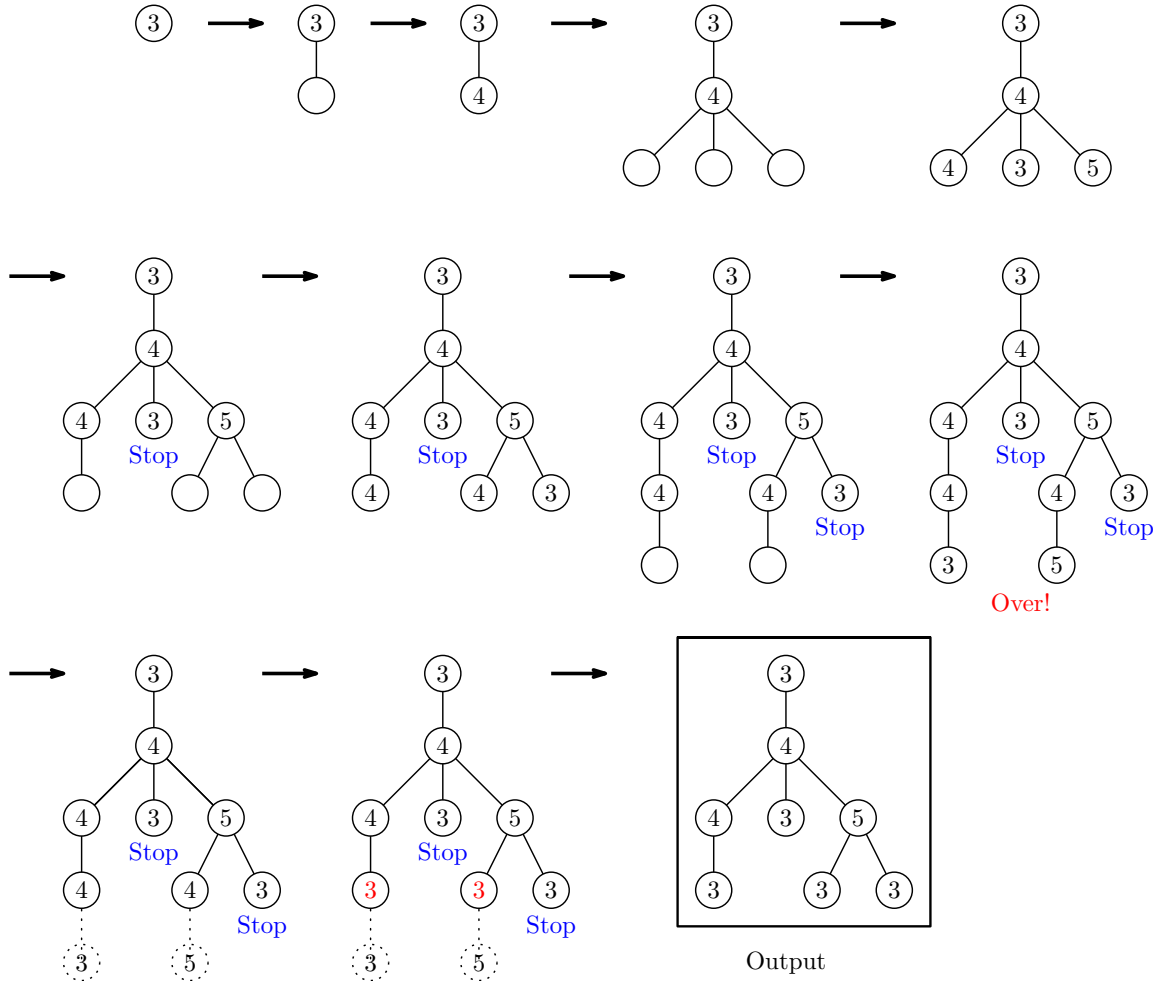 3 3 3 3 3
4 4 4
4 3 5
3 3 3 3
4 4 4 4
4 3 5 4 3 5 4 3 5 4 3 5
Stop Stop Stop Stop
4 4 3 4 4 3 4 4 3
Stop Stop
3 5
Over!
3 3 3
4 4 4
4 3 5 4 3 5 4 3 5
Stop Stop
4 4 3 3 3 3 3 3 3
Stop Stop
3 5 3 5
Output